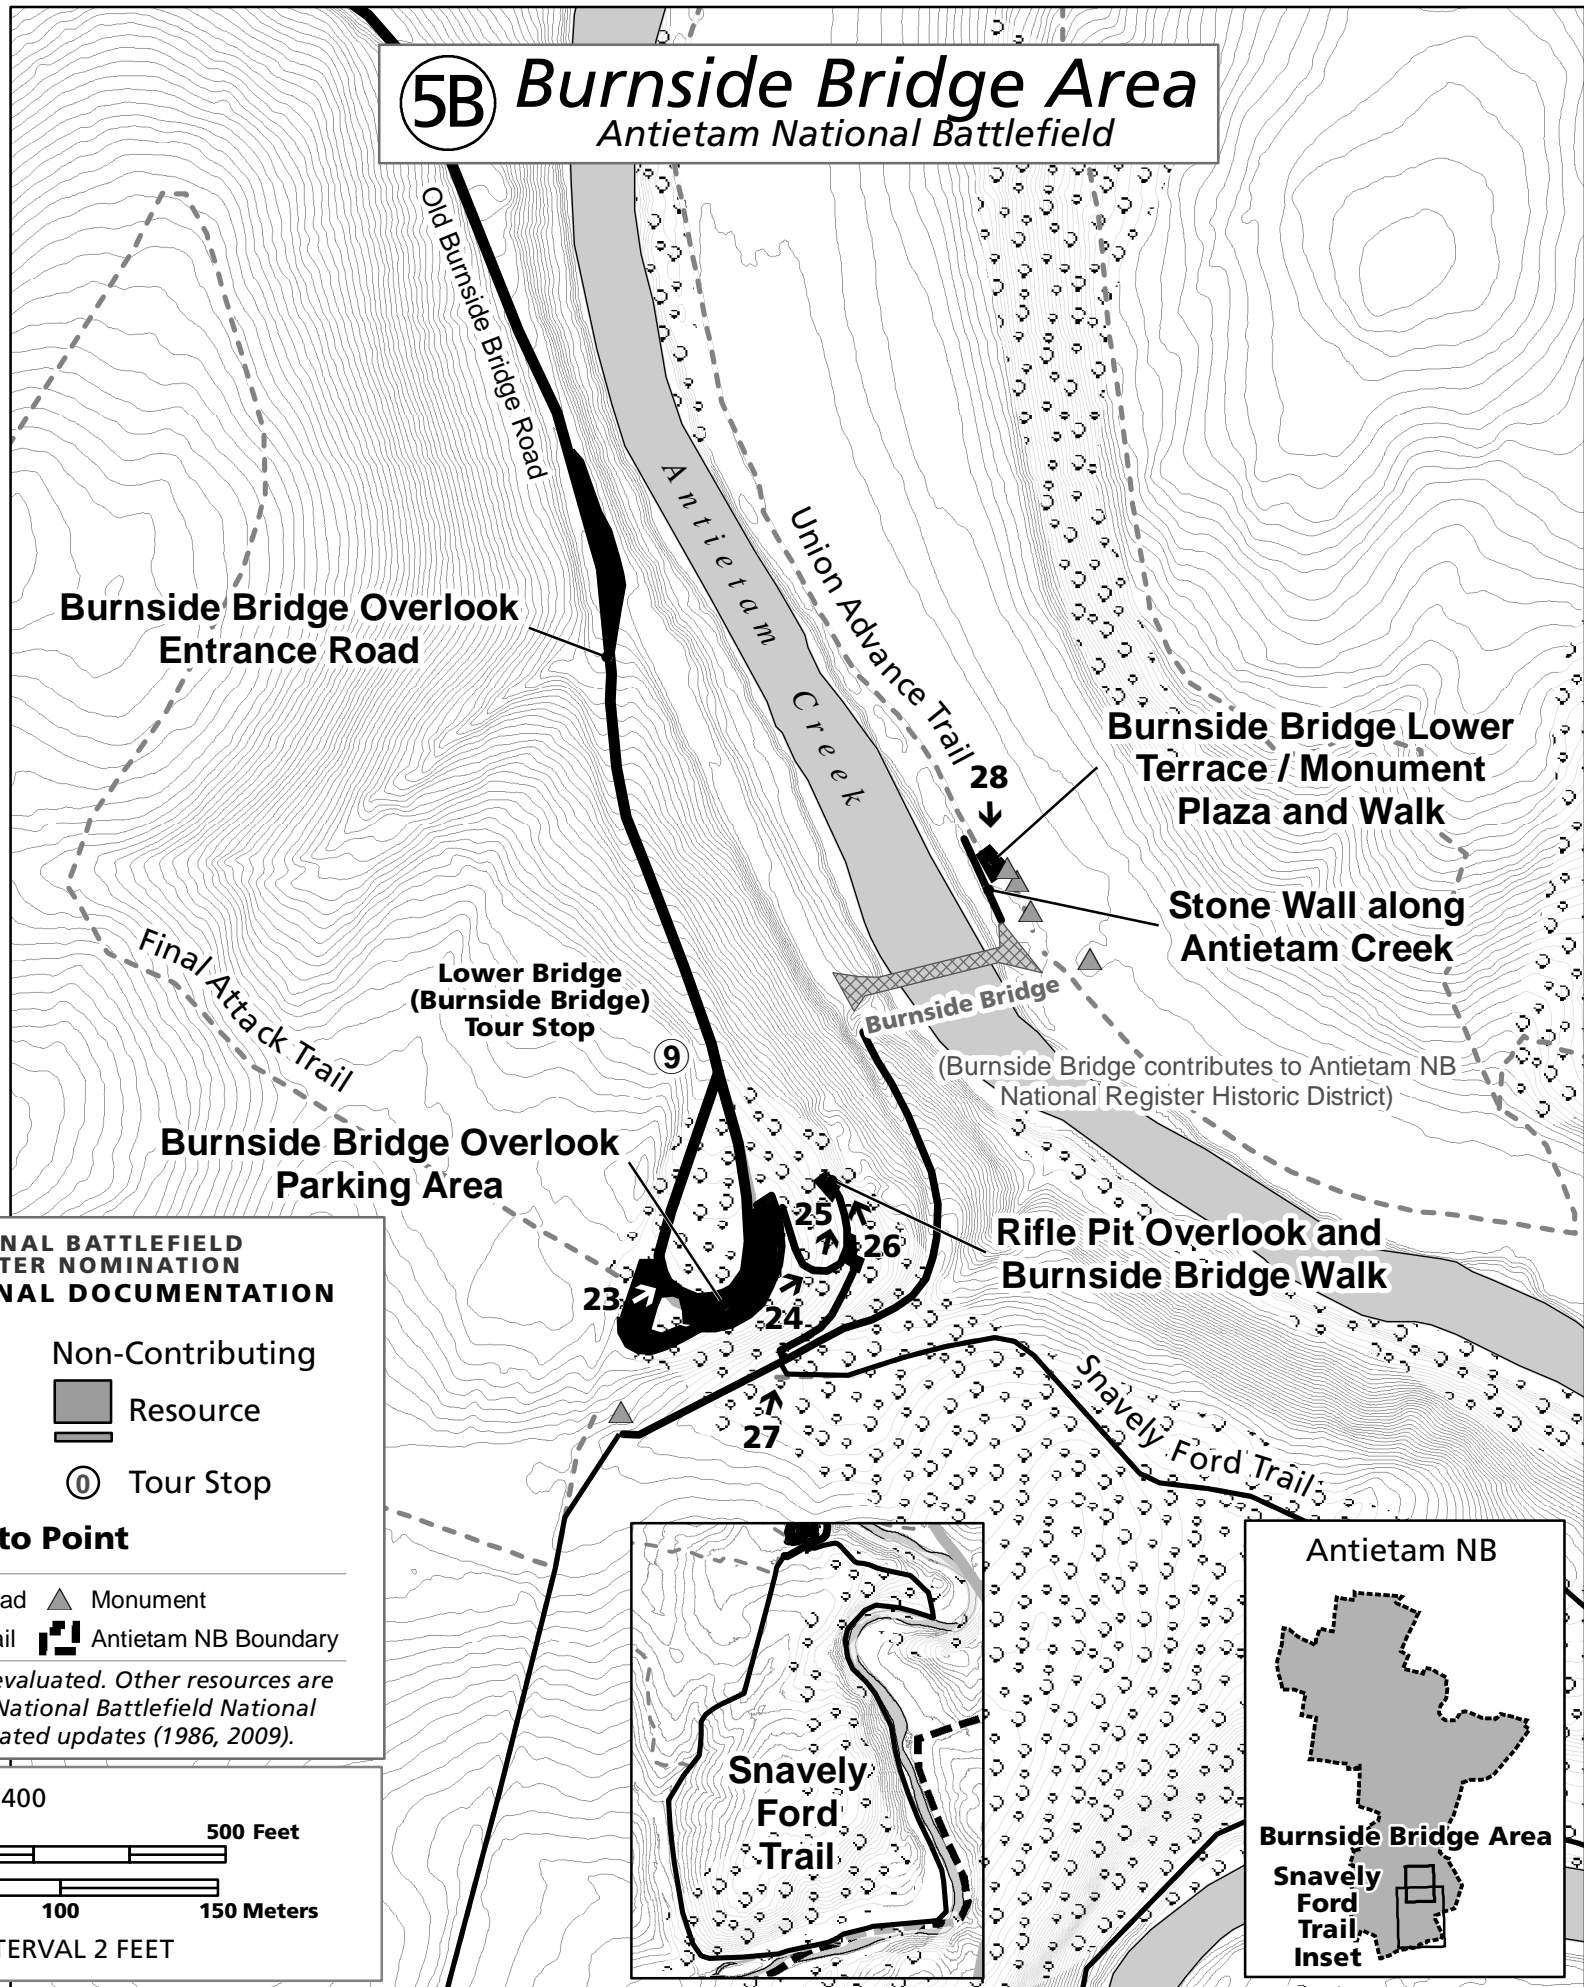 5B Burnside Bridge Area
Antietam National Battlefield
Old Burnside Bridge Road
Antietam Creek
Union Advance Trail
Burnside Bridge Overlook
Entrance Road
Burnside Bridge Lower
Terrace / Monument
Plaza and Walk
28
Stone Wall along
Antietam Creek
Final Attack Trail
Lower Bridge
(Burnside Bridge)
Tour Stop
9
Burnside Bridge
(Burnside Bridge contributes to Antietam NB
National Register Historic District)
Burnside Bridge Overlook
Parking Area
25
26
Rifle Pit Overlook and
Burnside Bridge Walk
23
24
27
Snavely Ford Trail
NAL BATTLEFIELD
TER NOMINATION
NAL DOCUMENTATION
Non-Contributing
Resource
0 Tour Stop
to Point
ad Monument
ail Antietam NB Boundary
evaluated. Other resources are
National Battlefield National
ated updates (1986, 2009).
400
500 Feet
100 150 Meters
TERVAL 2 FEET
Snavely
Ford
Trail
Antietam NB
Burnside Bridge Area
Snavely
Ford
Trail
Inset